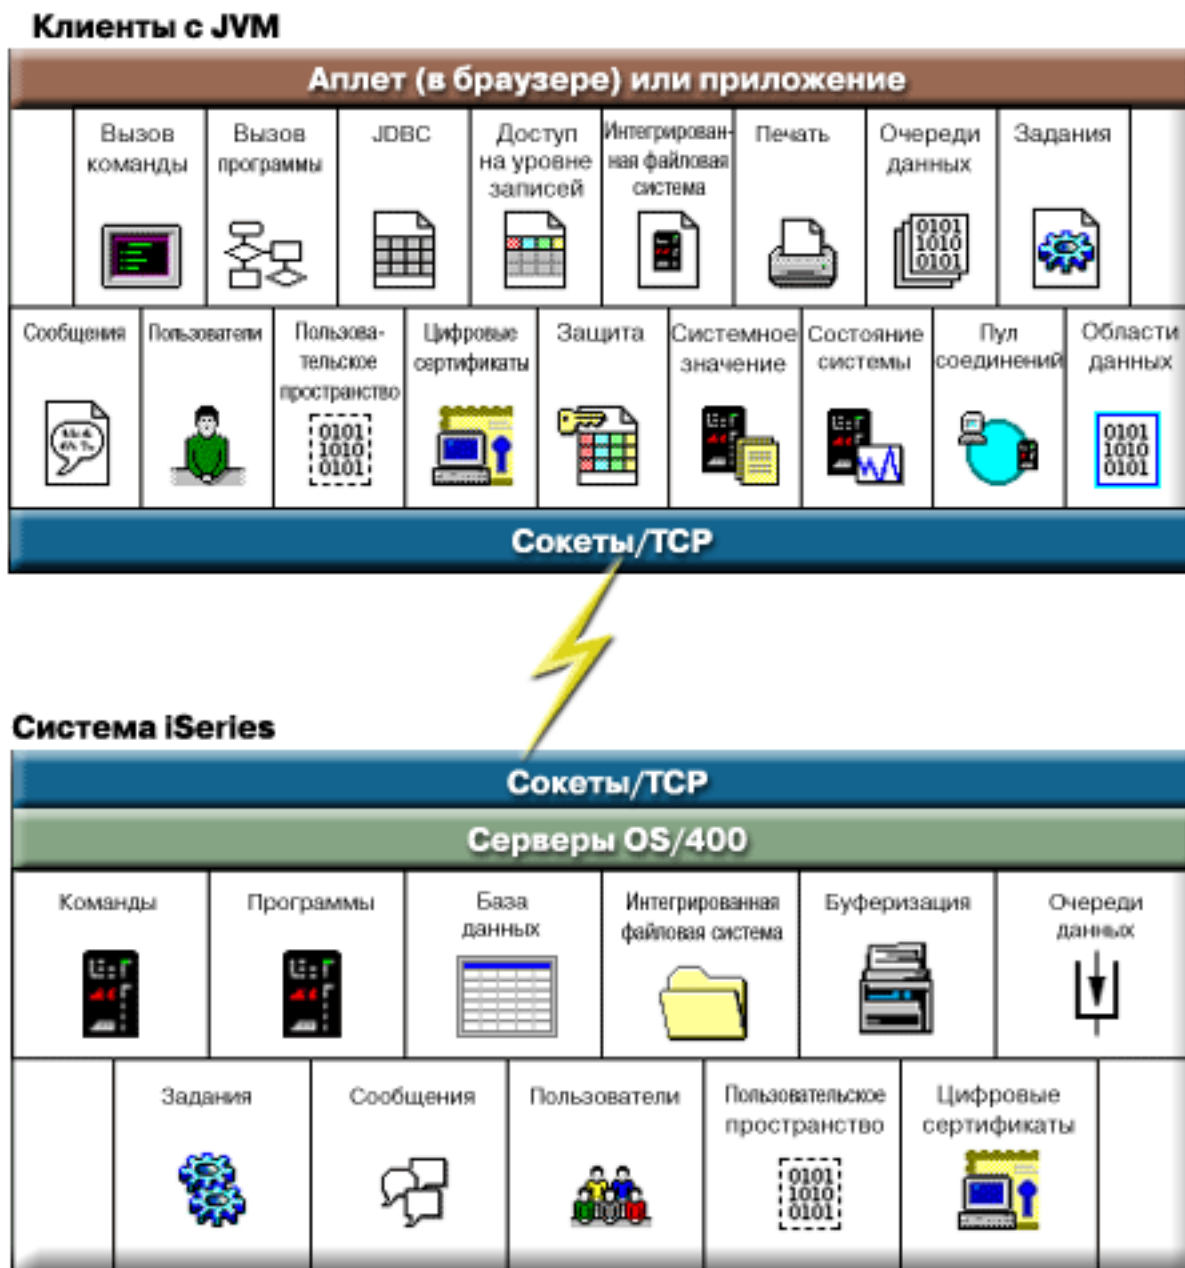 Клиенты с JVM
Аплет (в браузере) или приложение
Вызов
команды
Вызов
программы
JDBC
Доступ
на уровне
записей
Интегрирован-
ная файловая
система
Печать
Очереди
данных
Задания
0101
1010
0101
Сообщения
Пользователи
Пользова-
тельское
пространство
Цифровые
сертификаты
Защита
Системное
значение
Состояние
системы
Пул
соединений
Области
данных
0101
1010
0101
0101
1010
0101
Сокеты/TCP
Система iSeries
Сокеты/TCP
Серверы OS/400
Команды
Программы
База
данных
Интегрированная
файловая система
Буферизация
Очереди
данных
Задания
Сообщения
Пользователи
Пользовательское
пространство
Цифровые
сертификаты
0101
1010
0101